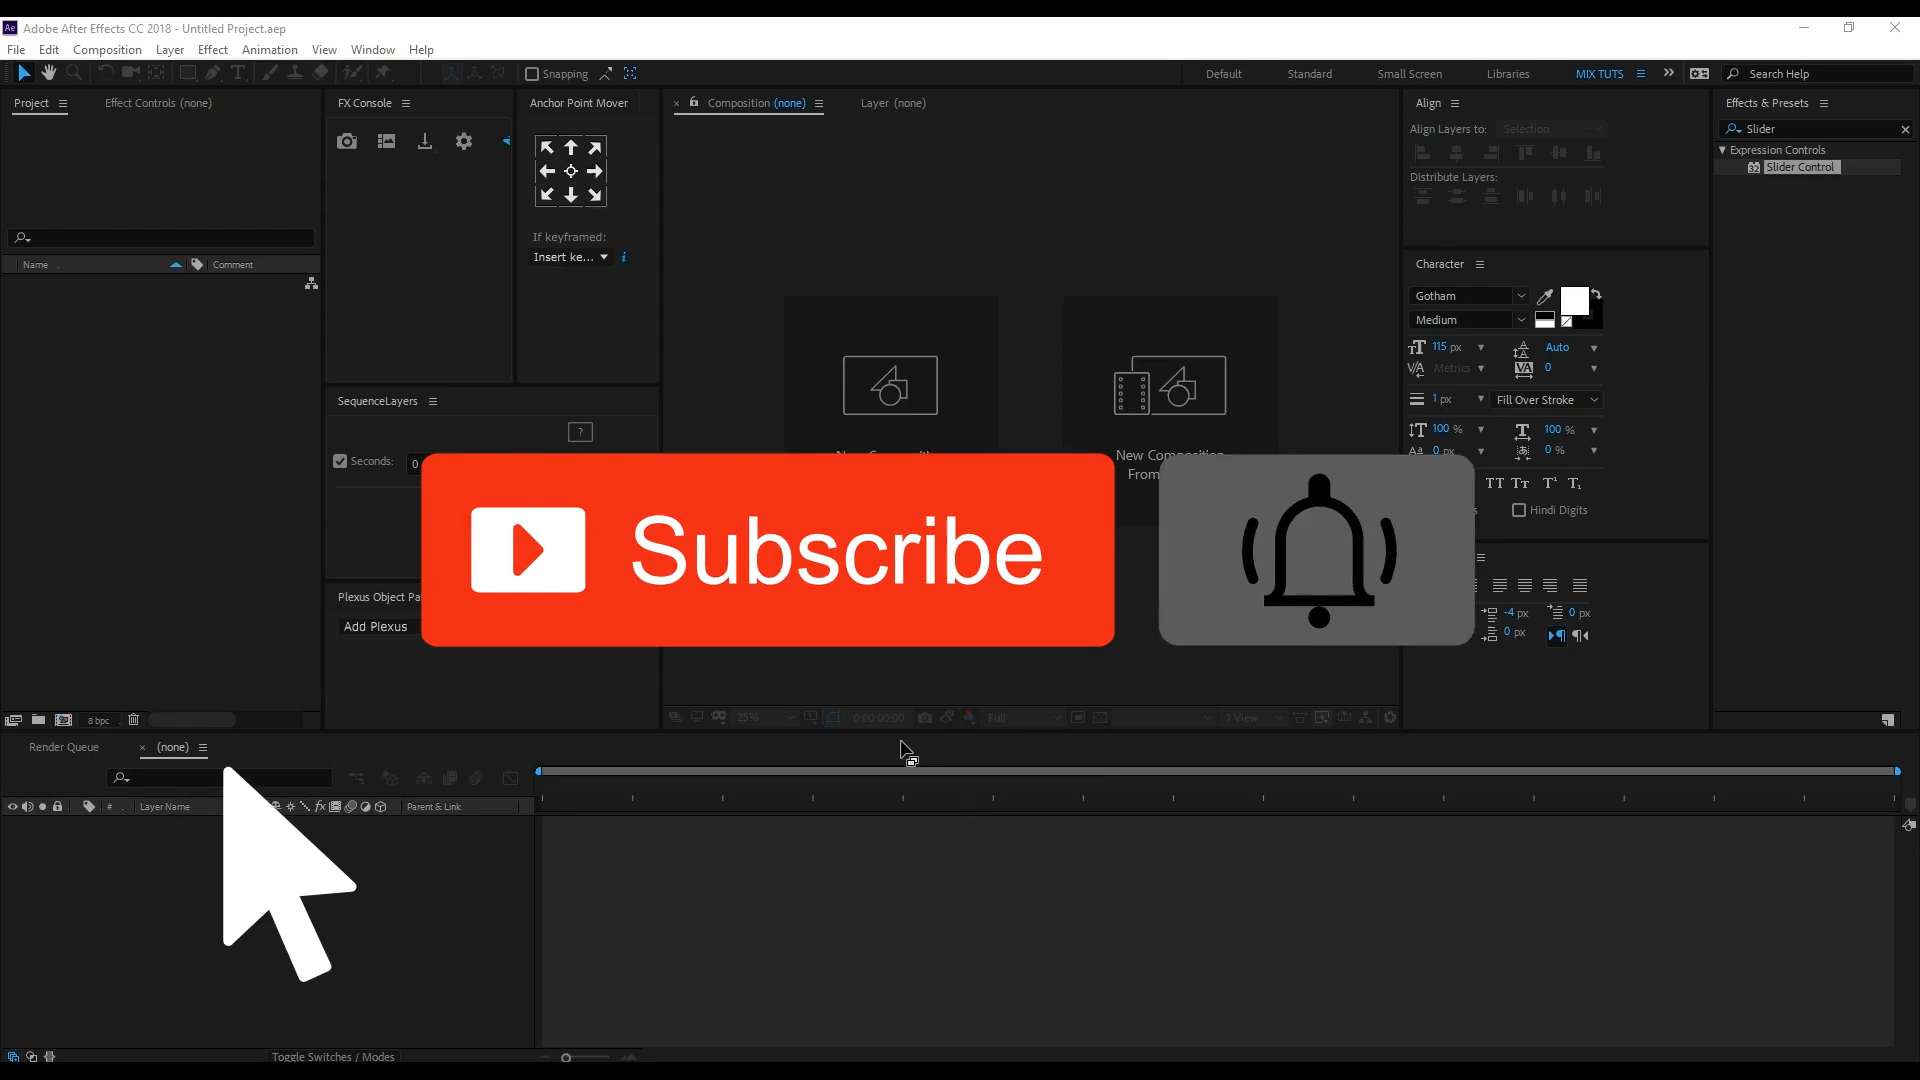 Adobe After Effects CC 2018 - Untitled Project.aep
File Edit Composition Layer Effect Animation View Window Help
Snapping
Default Standard Small Screen Libraries MIX TUTS Search Help
Project Effect Controls (none)
FX Console
Anchor Point Mover
Composition (none) Layer (none)
Align
Effects & Presets
Align Layers to: Selection
Slider
Expression Controls
Slider Control
Distribute Layers:
If keyframed:
Insert ke...
Name Comment
Character
Gotham
Medium
115 px Auto
Metrics 0
1 px Fill Over Stroke
100 % 100 %
0 px 0 %
Hindi Digits
SequenceLayers
?
Seconds: 0
New Composition
From
Subscribe
Plexus Object Pa
Add Plexus
-4 px 0 px
0 px
8 bpc
25% 0:00:00:00 Full 1 View
Render Queue (none)
# Layer Name Parent & Link
Toggle Switches / Modes